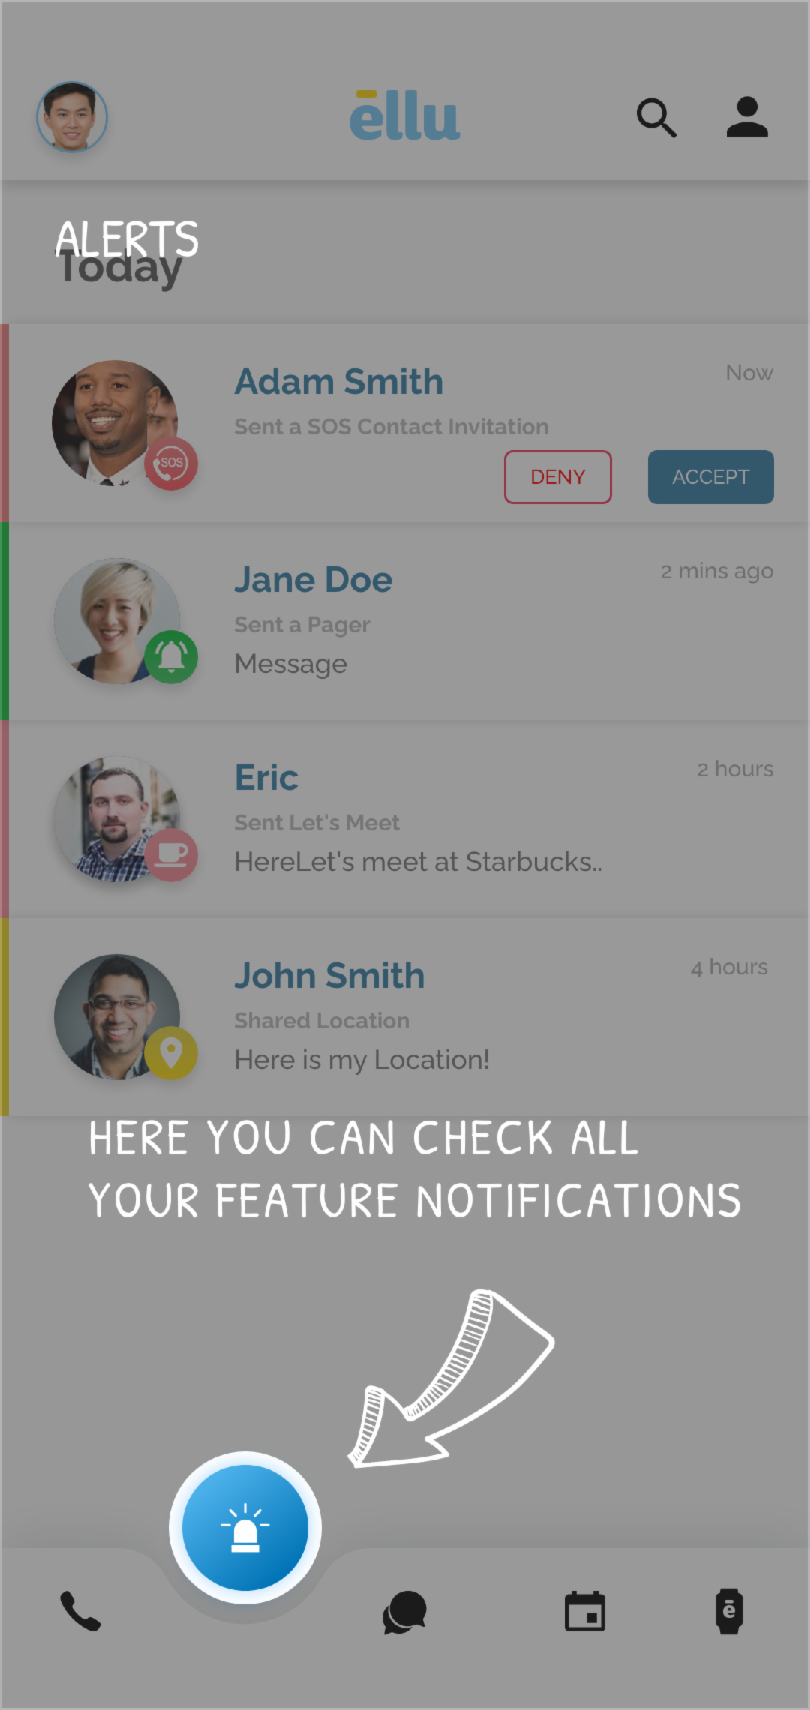 ēllu
ALERTS
Today
Adam Smith
Now
Sent a SOS Contact Invitation
SOS
DENY
ACCEPT
Jane Doe
2 mins ago
Sent a Pager
Message
Eric
2 hours
Sent Let's Meet
HereLet's meet at Starbucks..
John Smith
4 hours
Shared Location
Here is my Location!
HERE YOU CAN CHECK ALL
YOUR FEATURE NOTIFICATIONS
ē